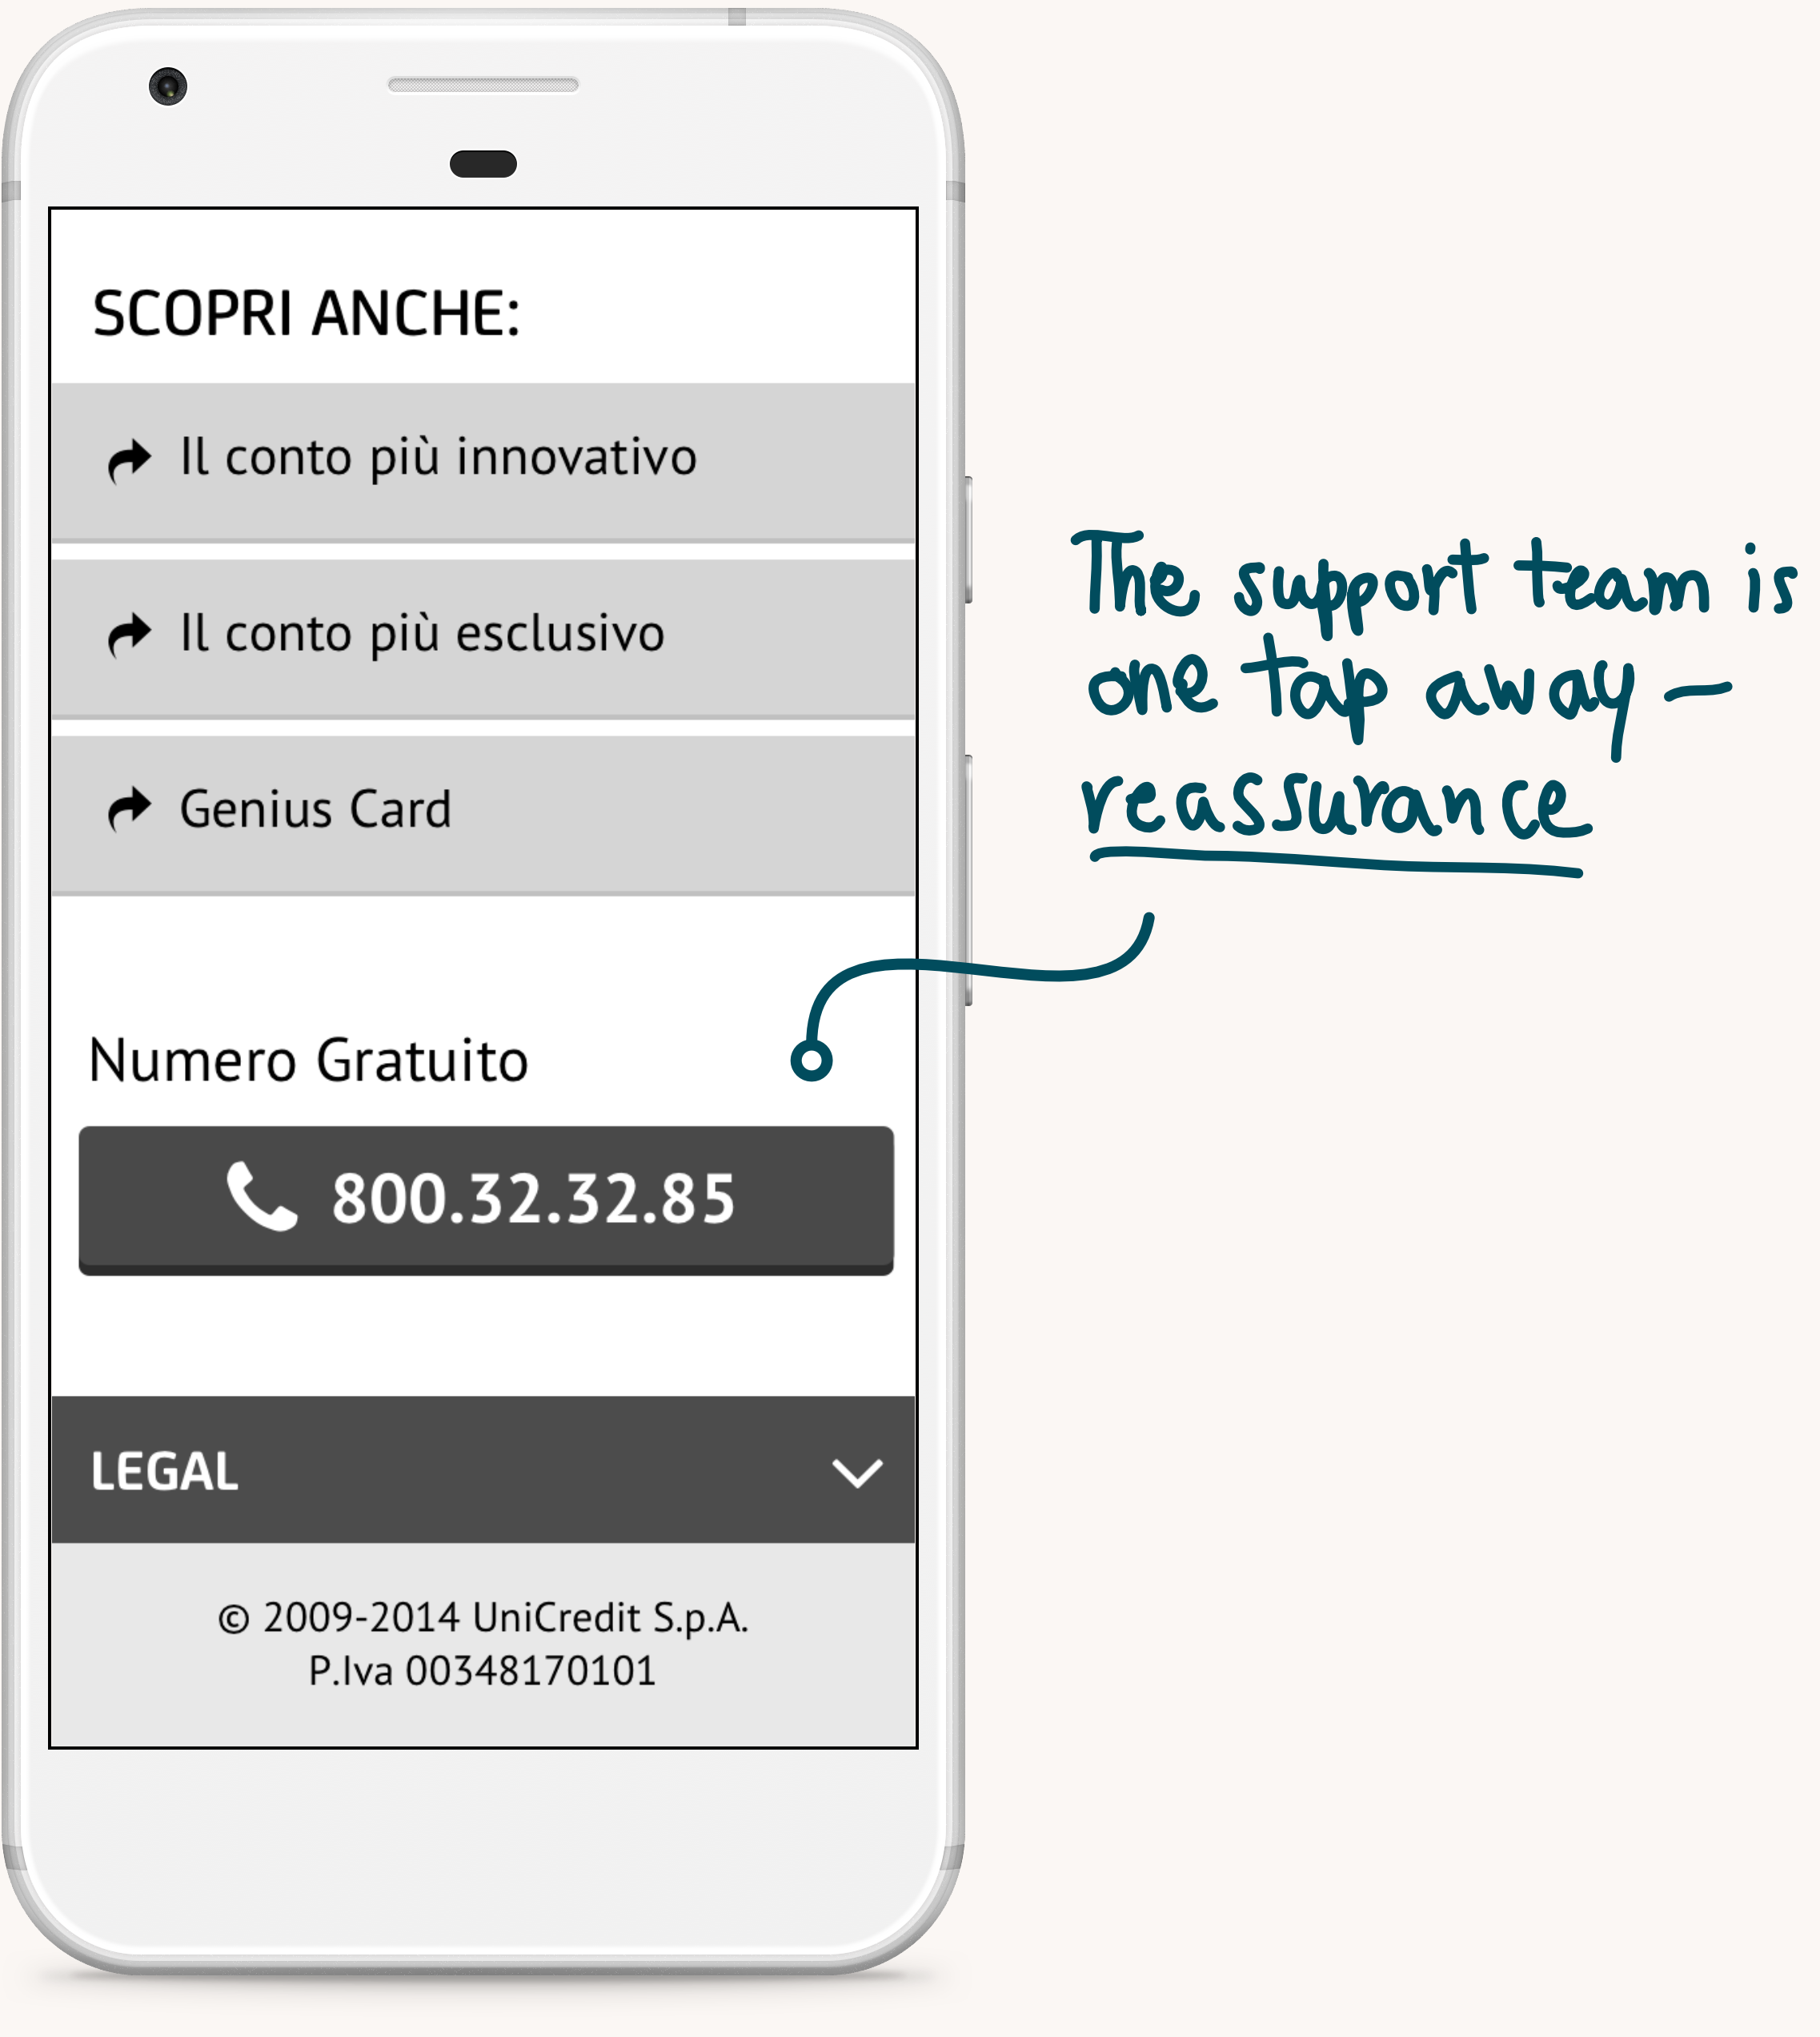 SCOPRI ANCHE:
Il conto più innovativo
Il conto più esclusivo
Genius Card
Numero Gratuito
800.32.32.85
LEGAL
© 2009-2014 UniCredit S.p.A.
P.Iva 00348170101
The support team is
one tap away —
reassurance